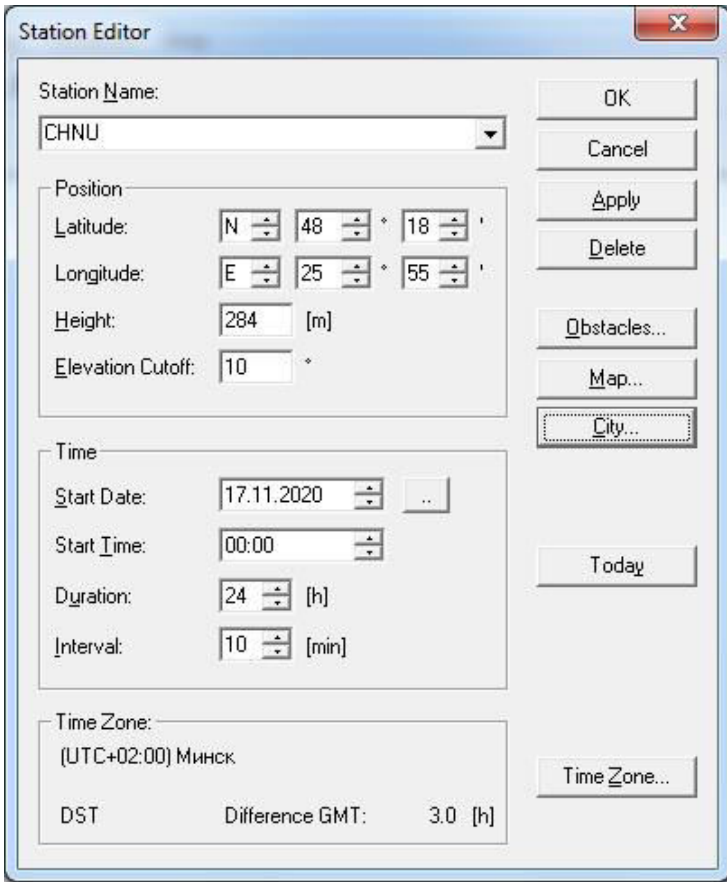 Station Editor
Station Name:
OK
CHNU
Cancel
Position
Apply
Latitude: N 48 ° 18 '
Delete
Longitude: E 25 ° 55 '
Height: 284 [m]
Obstacles...
Elevation Cutoff: 10 °
Map...
City...
Time
Start Date: 17.11.2020 ..
Start Time: 00:00
Today
Duration: 24 [h]
Interval: 10 [min]
Time Zone:
(UTC+02:00) Минск
Time Zone...
DST Difference GMT: 3.0 [h]